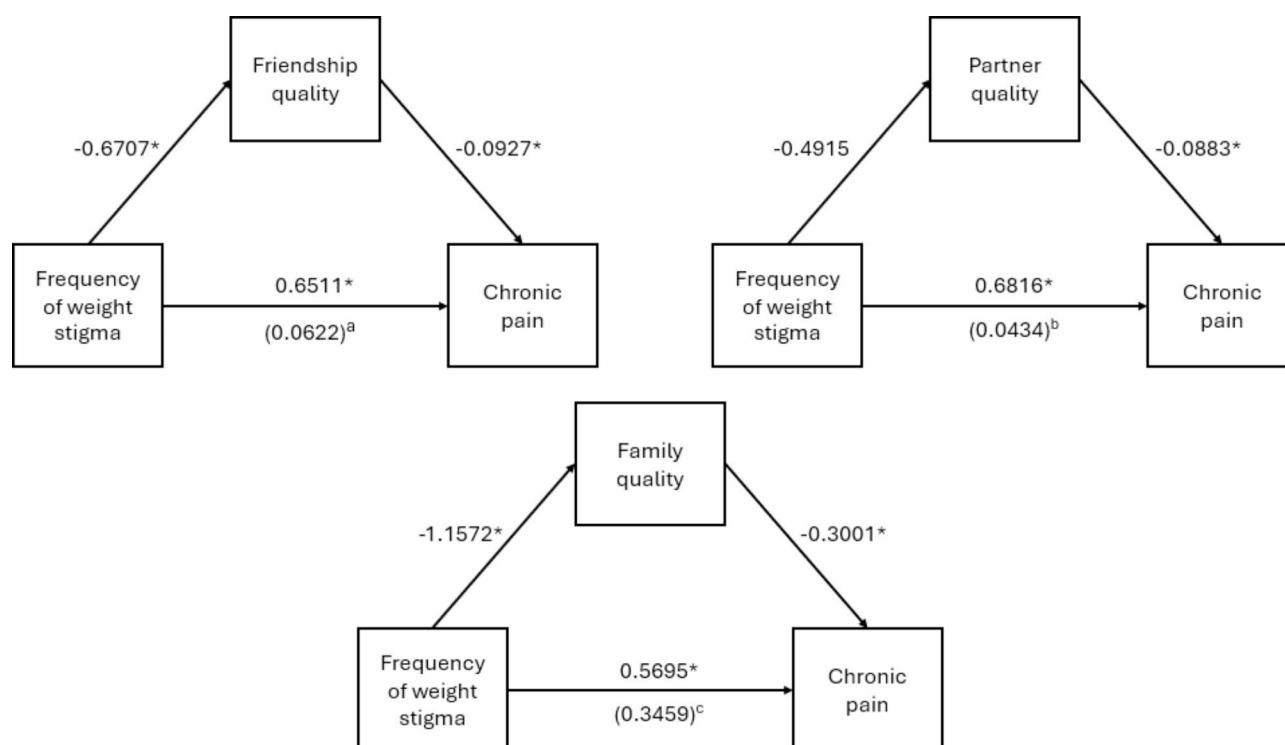 Friendship
quality
-0.6707*
-0.0927*
Frequency
of weight
stigma
0.6511*
(0.0622)ᵃ
Chronic
pain
Partner
quality
-0.4915
-0.0883*
Frequency
of weight
stigma
0.6816*
(0.0434)ᵇ
Chronic
pain
Family
quality
-1.1572*
-0.3001*
Frequency
of weight
stigma
0.5695*
(0.3459)ᶜ
Chronic
pain